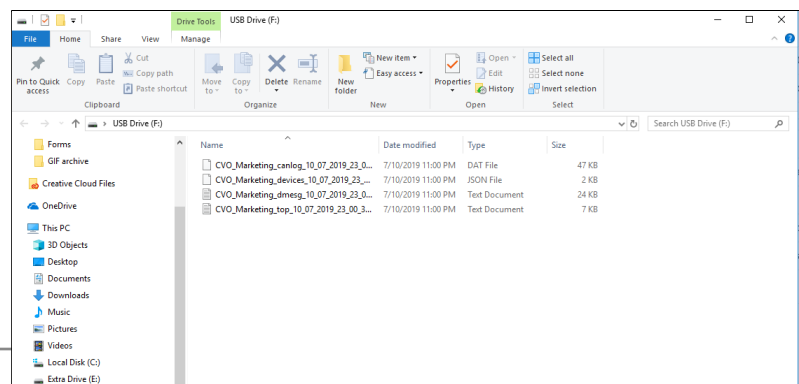 Drive Tools USB Drive (F:)
File Home Share View Manage
Pin to Quick access
Copy
Paste
Cut
Copy path
Paste shortcut
Clipboard
Move to
Copy to
Delete
Rename
New folder
Organize
New item
Easy access
New
Properties
Open
Edit
History
Open
Select all
Select none
Invert selection
Select
USB Drive (F:)
Search USB Drive (F:)
Name Date modified Type Size
CVO_Marketing_canlog_10_07_2019_23_0... 7/10/2019 11:00 PM DAT File 47 KB
CVO_Marketing_devices_10_07_2019_23_... 7/10/2019 11:00 PM JSON File 2 KB
CVO_Marketing_dmesg_10_07_2019_23_0... 7/10/2019 11:00 PM Text Document 24 KB
CVO_Marketing_top_10_07_2019_23_00_3... 7/10/2019 11:00 PM Text Document 7 KB
Forms
GIF archive
Creative Cloud Files
OneDrive
This PC
3D Objects
Desktop
Documents
Downloads
Music
Pictures
Videos
Local Disk (C:)
Extra Drive (E:)